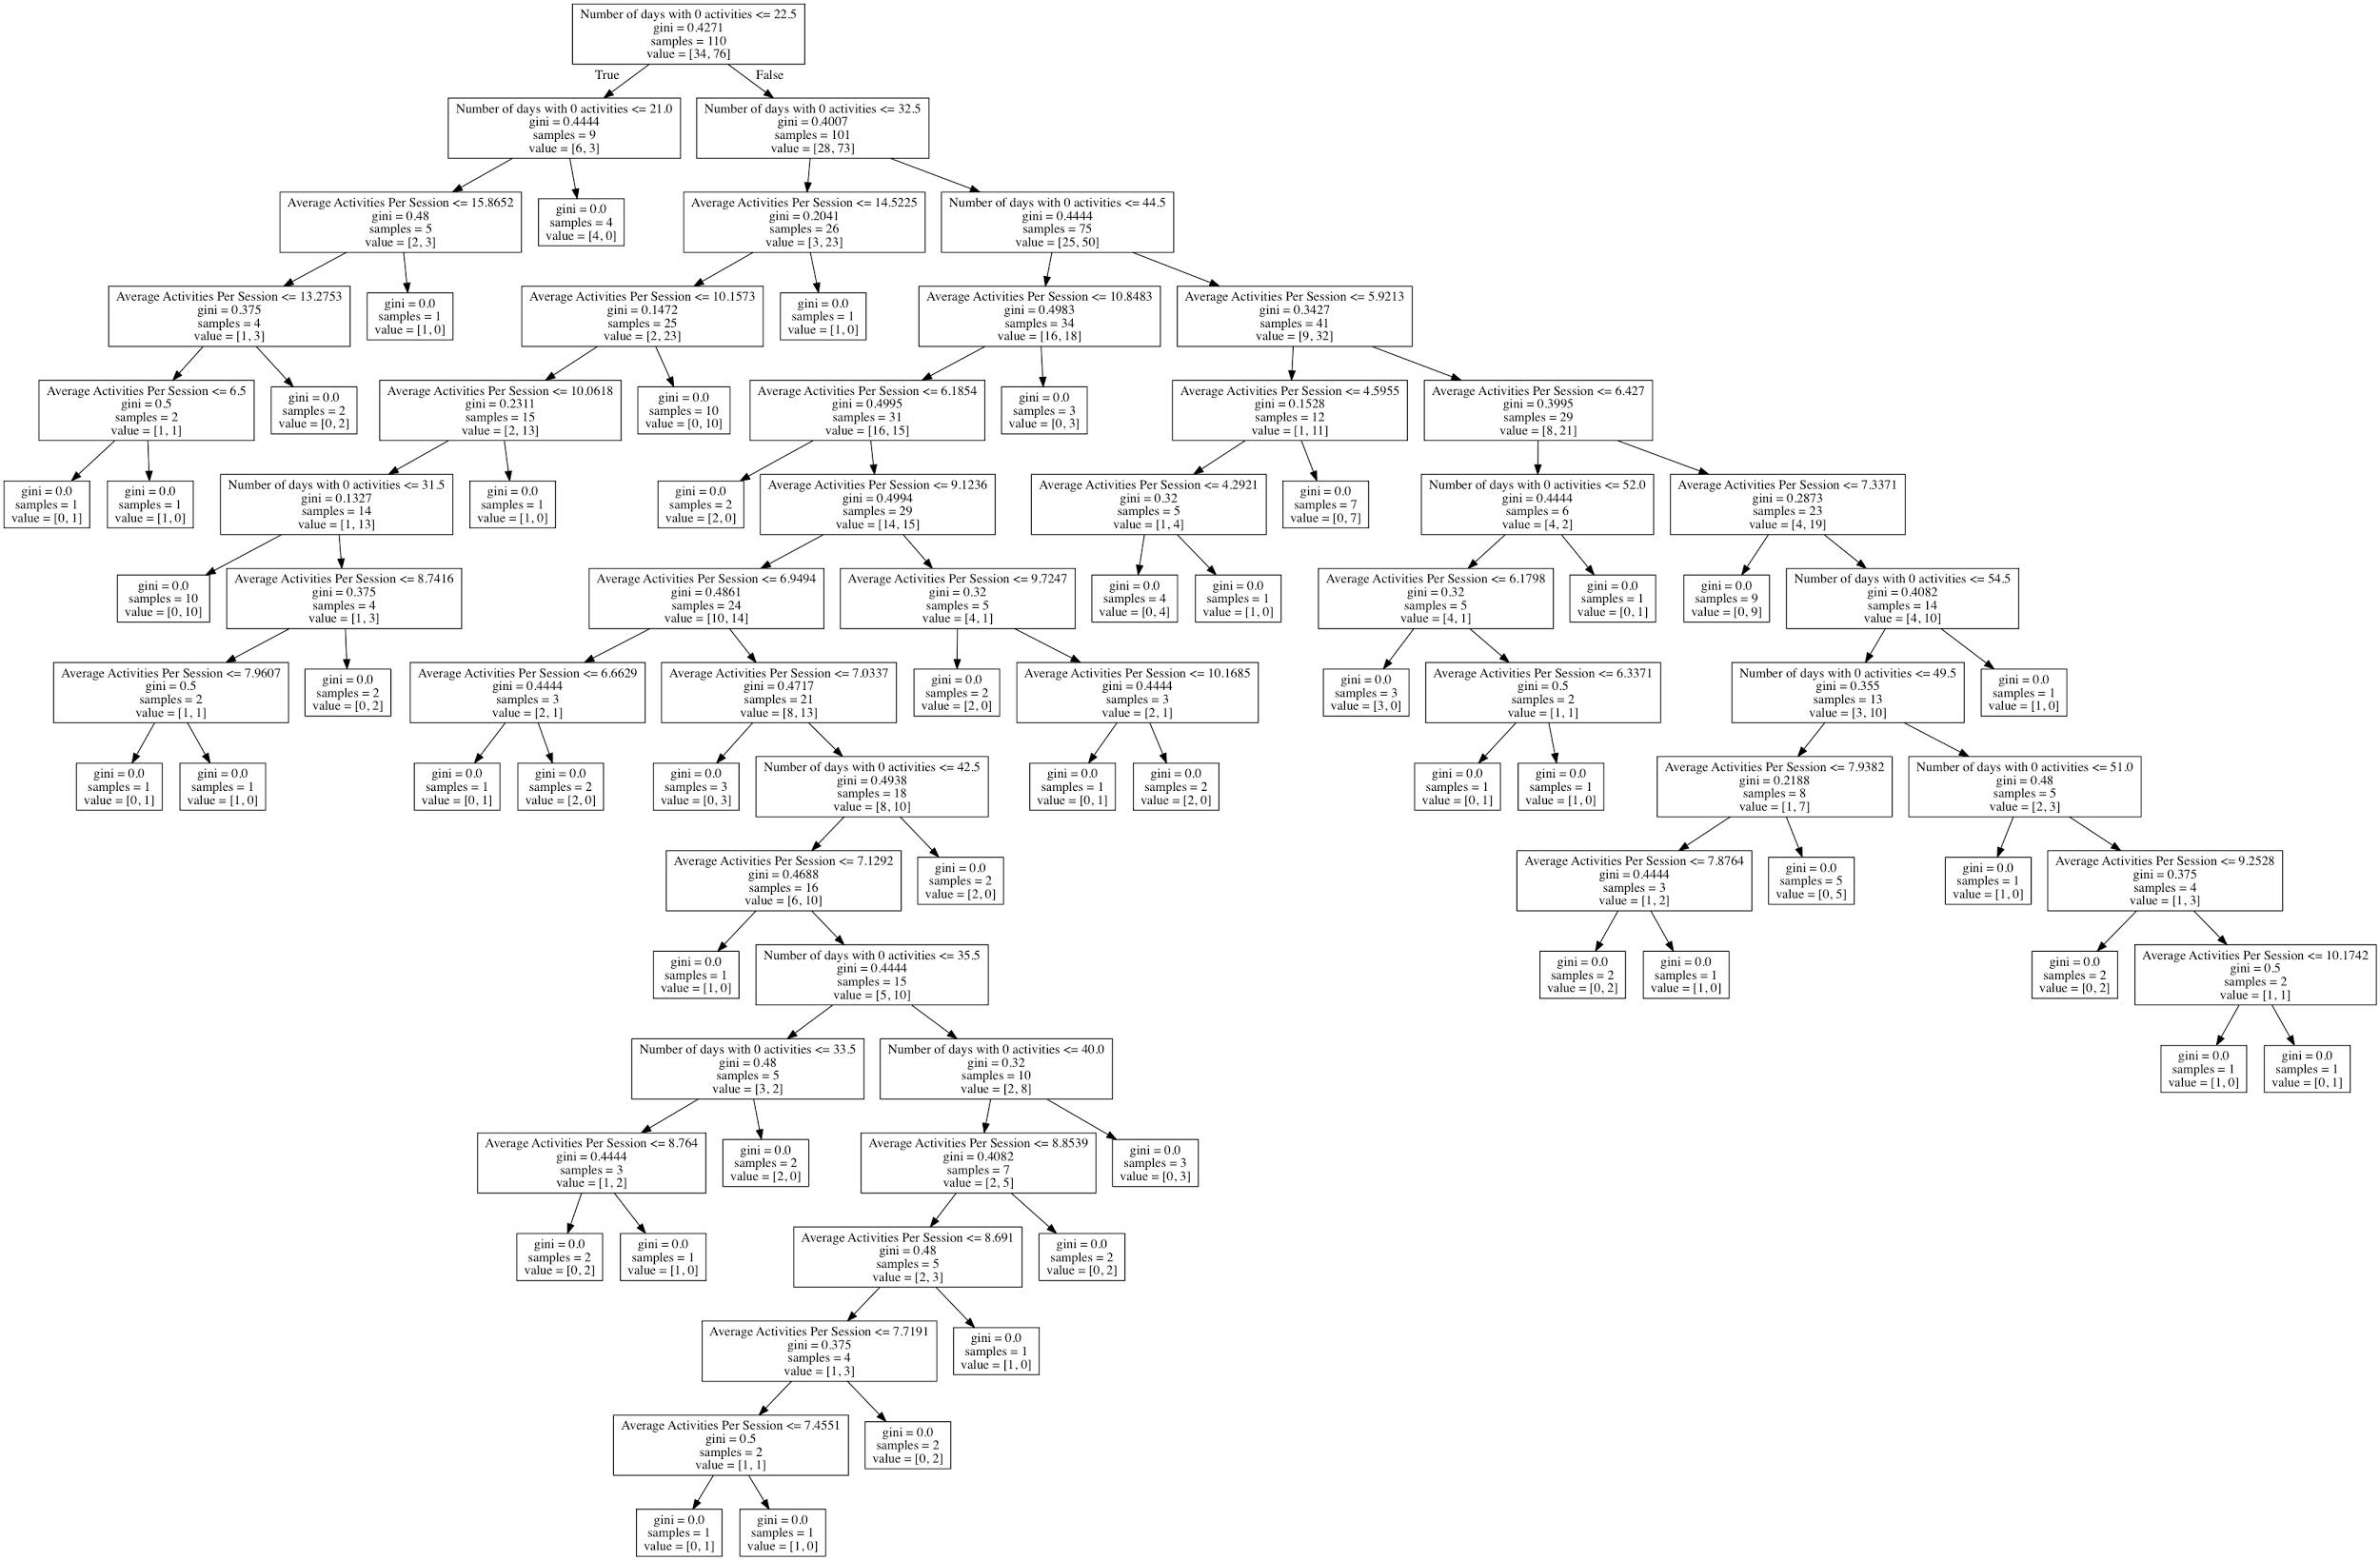 Number of days with 0 activities <= 22.5
gini = 0.4271
samples = 110
value = [34, 76]
True
False
Number of days with 0 activities <= 21.0
gini = 0.4444
samples = 9
value = [6, 3]
Number of days with 0 activities <= 32.5
gini = 0.4007
samples = 101
value = [28, 73]
Average Activities Per Session <= 15.8652
gini = 0.48
samples = 5
value = [2, 3]
gini = 0.0
samples = 4
value = [4, 0]
Average Activities Per Session <= 14.5225
gini = 0.2041
samples = 26
value = [3, 23]
Number of days with 0 activities <= 44.5
gini = 0.4444
samples = 75
value = [25, 50]
Average Activities Per Session <= 13.2753
gini = 0.375
samples = 4
value = [1, 3]
gini = 0.0
samples = 1
value = [1, 0]
Average Activities Per Session <= 10.1573
gini = 0.1472
samples = 25
value = [2, 23]
gini = 0.0
samples = 1
value = [1, 0]
Average Activities Per Session <= 10.8483
gini = 0.4983
samples = 34
value = [16, 18]
Average Activities Per Session <= 5.9213
gini = 0.3427
samples = 41
value = [9, 32]
Average Activities Per Session <= 6.5
gini = 0.5
samples = 2
value = [1, 1]
gini = 0.0
samples = 2
value = [0, 2]
Average Activities Per Session <= 10.0618
gini = 0.2311
samples = 15
value = [2, 13]
gini = 0.0
samples = 10
value = [0, 10]
Average Activities Per Session <= 6.1854
gini = 0.4995
samples = 31
value = [16, 15]
gini = 0.0
samples = 3
value = [0, 3]
Average Activities Per Session <= 4.5955
gini = 0.1528
samples = 12
value = [1, 11]
Average Activities Per Session <= 6.427
gini = 0.3995
samples = 29
value = [8, 21]
gini = 0.0
samples = 1
value = [0, 1]
gini = 0.0
samples = 1
value = [1, 0]
Number of days with 0 activities <= 31.5
gini = 0.1327
samples = 14
value = [1, 13]
gini = 0.0
samples = 1
value = [1, 0]
gini = 0.0
samples = 2
value = [2, 0]
Average Activities Per Session <= 9.1236
gini = 0.4994
samples = 29
value = [14, 15]
Average Activities Per Session <= 4.2921
gini = 0.32
samples = 5
value = [1, 4]
gini = 0.0
samples = 7
value = [0, 7]
Number of days with 0 activities <= 52.0
gini = 0.4444
samples = 6
value = [4, 2]
Average Activities Per Session <= 7.3371
gini = 0.2873
samples = 23
value = [4, 19]
gini = 0.0
samples = 10
value = [0, 10]
Average Activities Per Session <= 8.7416
gini = 0.375
samples = 4
value = [1, 3]
Average Activities Per Session <= 6.9494
gini = 0.4861
samples = 24
value = [10, 14]
Average Activities Per Session <= 9.7247
gini = 0.32
samples = 5
value = [4, 1]
gini = 0.0
samples = 4
value = [0, 4]
gini = 0.0
samples = 1
value = [1, 0]
Average Activities Per Session <= 6.1798
gini = 0.32
samples = 5
value = [4, 1]
gini = 0.0
samples = 1
value = [0, 1]
gini = 0.0
samples = 9
value = [0, 9]
Number of days with 0 activities <= 54.5
gini = 0.4082
samples = 14
value = [4, 10]
Average Activities Per Session <= 7.9607
gini = 0.5
samples = 2
value = [1, 1]
gini = 0.0
samples = 2
value = [0, 2]
Average Activities Per Session <= 6.6629
gini = 0.4444
samples = 3
value = [2, 1]
Average Activities Per Session <= 7.0337
gini = 0.4717
samples = 21
value = [8, 13]
gini = 0.0
samples = 2
value = [2, 0]
Average Activities Per Session <= 10.1685
gini = 0.4444
samples = 3
value = [2, 1]
gini = 0.0
samples = 3
value = [3, 0]
Average Activities Per Session <= 6.3371
gini = 0.5
samples = 2
value = [1, 1]
Number of days with 0 activities <= 49.5
gini = 0.355
samples = 13
value = [3, 10]
gini = 0.0
samples = 1
value = [1, 0]
gini = 0.0
samples = 1
value = [0, 1]
gini = 0.0
samples = 1
value = [1, 0]
gini = 0.0
samples = 1
value = [0, 1]
gini = 0.0
samples = 2
value = [2, 0]
gini = 0.0
samples = 3
value = [0, 3]
Number of days with 0 activities <= 42.5
gini = 0.4938
samples = 18
value = [8, 10]
gini = 0.0
samples = 1
value = [0, 1]
gini = 0.0
samples = 2
value = [2, 0]
gini = 0.0
samples = 1
value = [0, 1]
gini = 0.0
samples = 1
value = [1, 0]
Average Activities Per Session <= 7.9382
gini = 0.2188
samples = 8
value = [1, 7]
Number of days with 0 activities <= 51.0
gini = 0.48
samples = 5
value = [2, 3]
Average Activities Per Session <= 7.1292
gini = 0.4688
samples = 16
value = [6, 10]
gini = 0.0
samples = 2
value = [2, 0]
Average Activities Per Session <= 7.8764
gini = 0.4444
samples = 3
value = [1, 2]
gini = 0.0
samples = 5
value = [0, 5]
gini = 0.0
samples = 1
value = [1, 0]
Average Activities Per Session <= 9.2528
gini = 0.375
samples = 4
value = [1, 3]
gini = 0.0
samples = 1
value = [1, 0]
Number of days with 0 activities <= 35.5
gini = 0.4444
samples = 15
value = [5, 10]
gini = 0.0
samples = 2
value = [0, 2]
gini = 0.0
samples = 1
value = [1, 0]
gini = 0.0
samples = 2
value = [0, 2]
Average Activities Per Session <= 10.1742
gini = 0.5
samples = 2
value = [1, 1]
Number of days with 0 activities <= 33.5
gini = 0.48
samples = 5
value = [3, 2]
Number of days with 0 activities <= 40.0
gini = 0.32
samples = 10
value = [2, 8]
gini = 0.0
samples = 1
value = [1, 0]
gini = 0.0
samples = 1
value = [0, 1]
Average Activities Per Session <= 8.764
gini = 0.4444
samples = 3
value = [1, 2]
gini = 0.0
samples = 2
value = [2, 0]
Average Activities Per Session <= 8.8539
gini = 0.4082
samples = 7
value = [2, 5]
gini = 0.0
samples = 3
value = [0, 3]
gini = 0.0
samples = 2
value = [0, 2]
gini = 0.0
samples = 1
value = [1, 0]
Average Activities Per Session <= 8.691
gini = 0.48
samples = 5
value = [2, 3]
gini = 0.0
samples = 2
value = [0, 2]
Average Activities Per Session <= 7.7191
gini = 0.375
samples = 4
value = [1, 3]
gini = 0.0
samples = 1
value = [1, 0]
Average Activities Per Session <= 7.4551
gini = 0.5
samples = 2
value = [1, 1]
gini = 0.0
samples = 2
value = [0, 2]
gini = 0.0
samples = 1
value = [0, 1]
gini = 0.0
samples = 1
value = [1, 0]